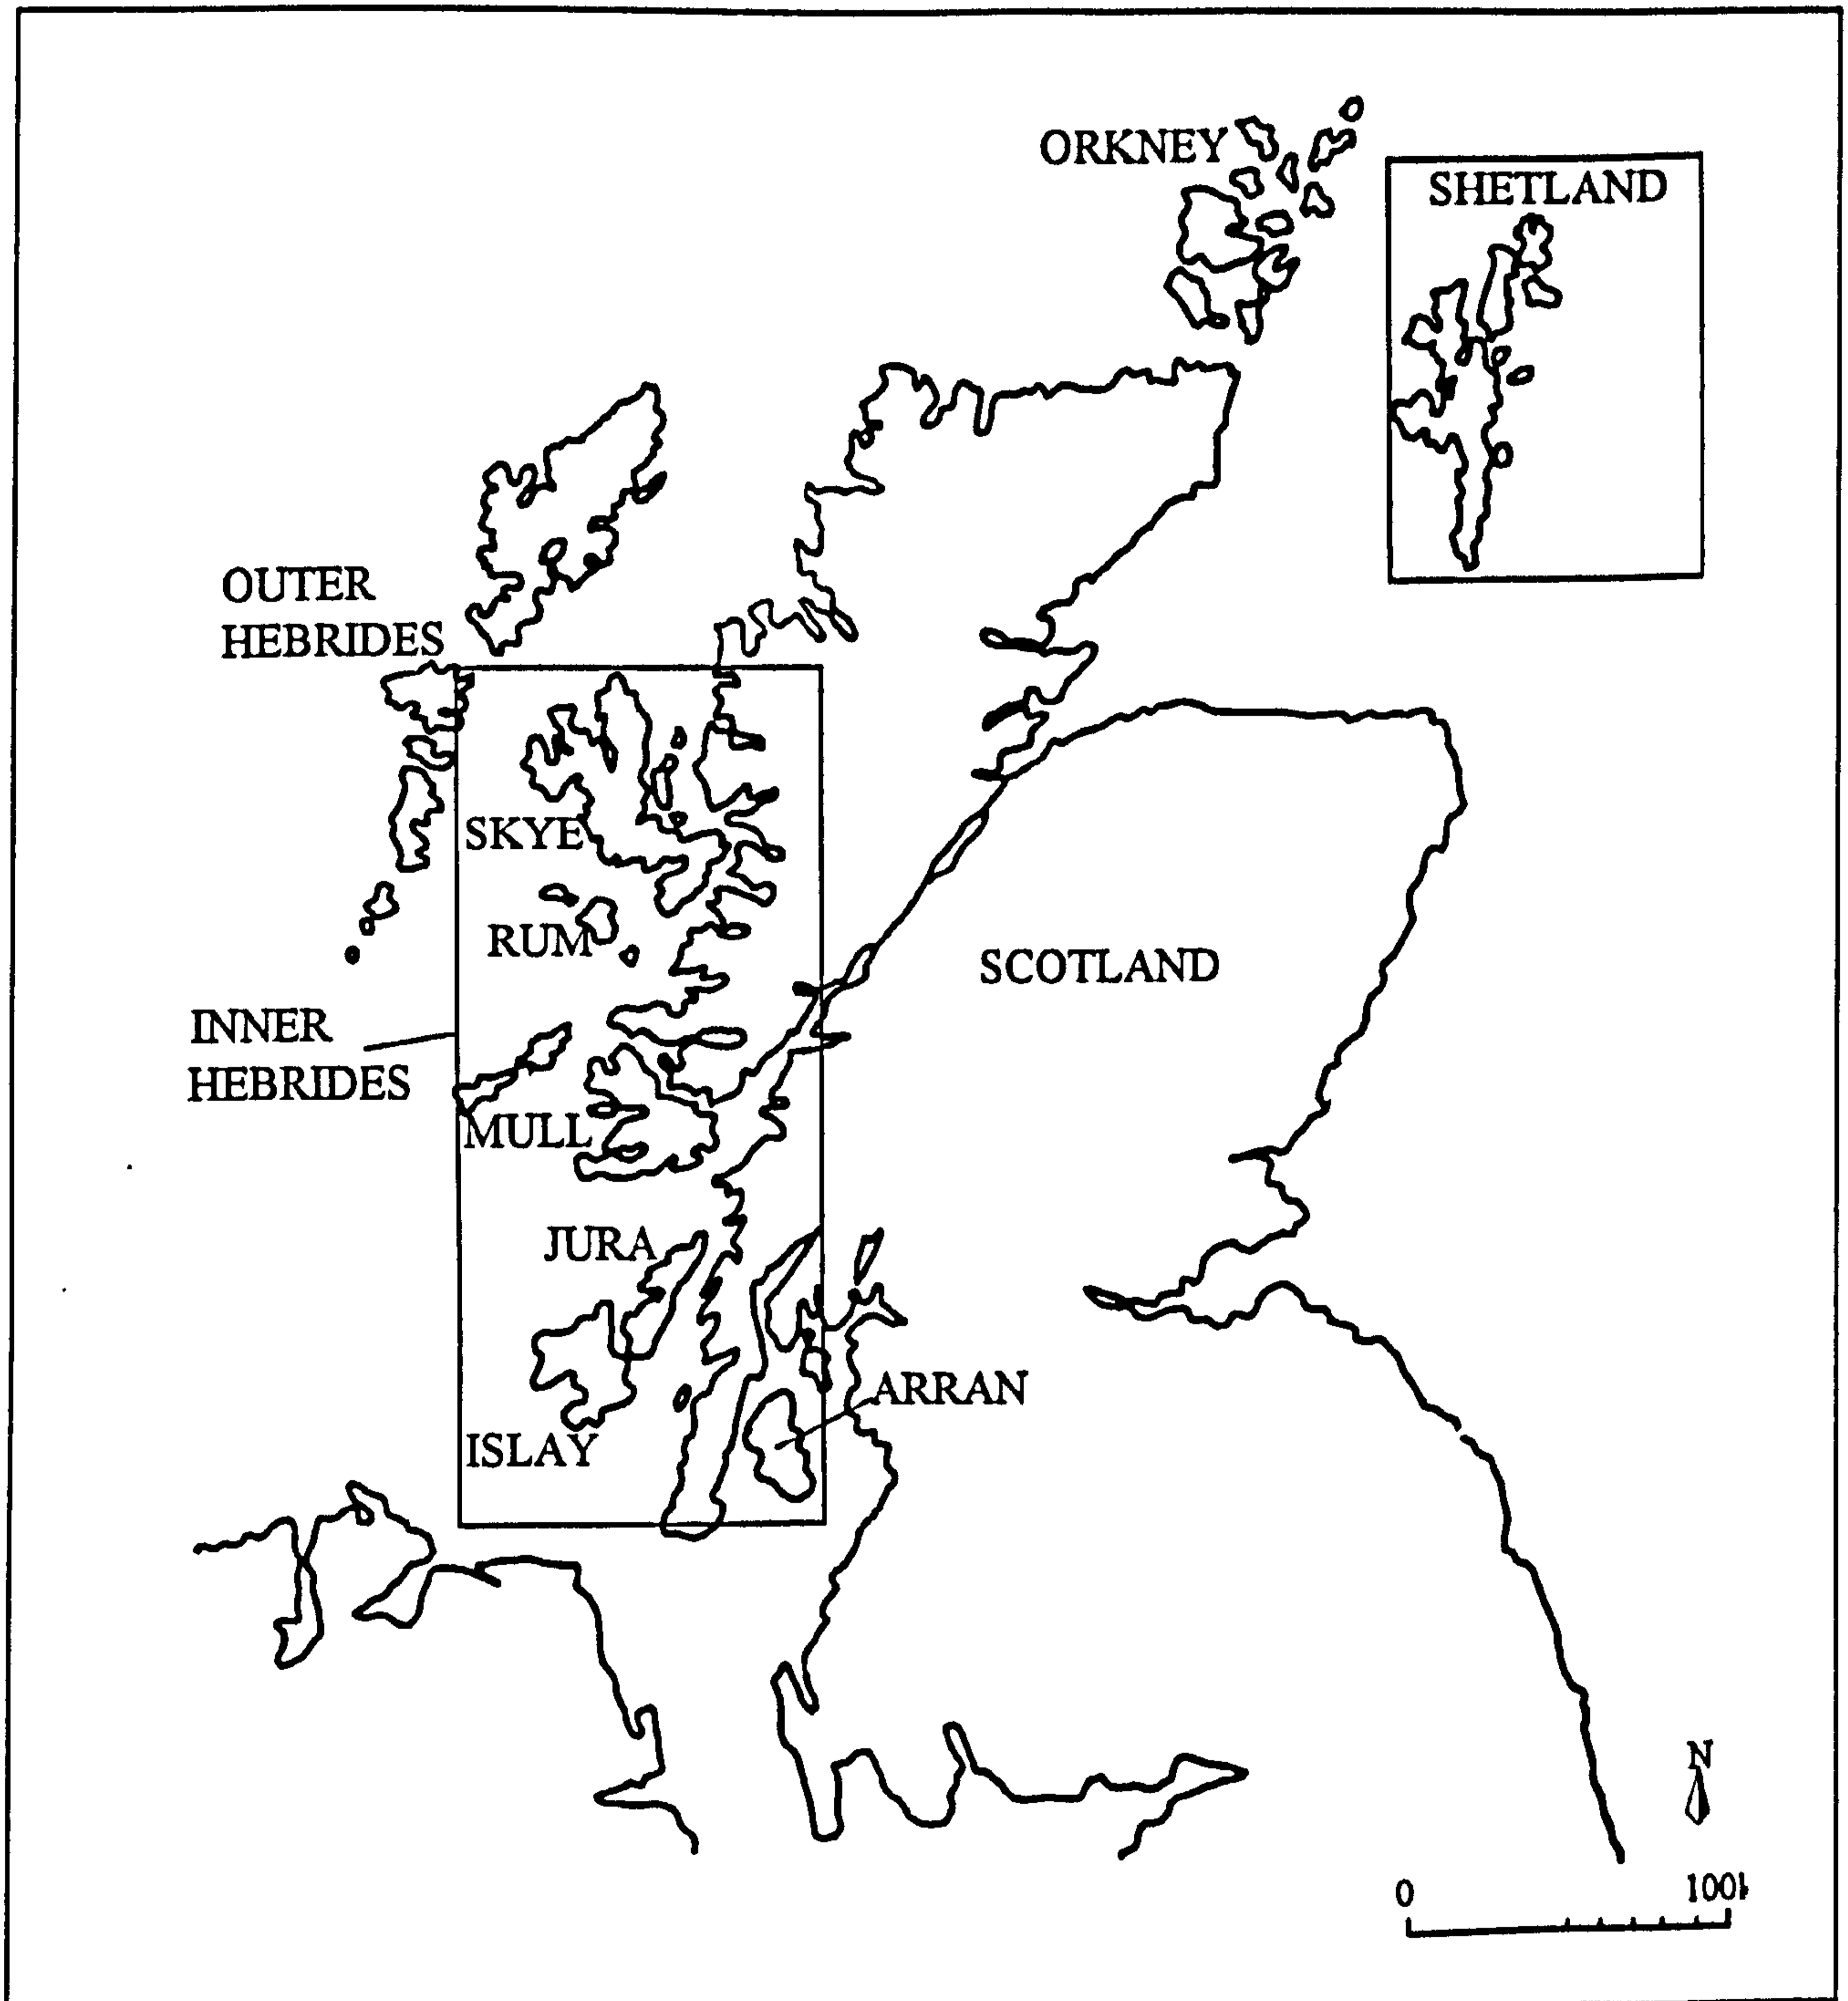 ORKNEY
SHETLAND
OUTER
HEBRIDES
SKYE
RUM
SCOTLAND
INNER
HEBRIDES
MULL
JURA
ARRAN
ISLAY
N
0